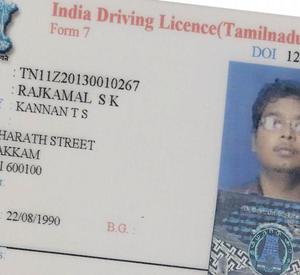 India Driving Licence(Tamilnadu
Form 7
DOI 12
: TN11Z20130010267
: RAJKAMAL S K
: KANNAN T S
HARATH STREET
AKKAM
I 600100
: 22/08/1990 B.G. :